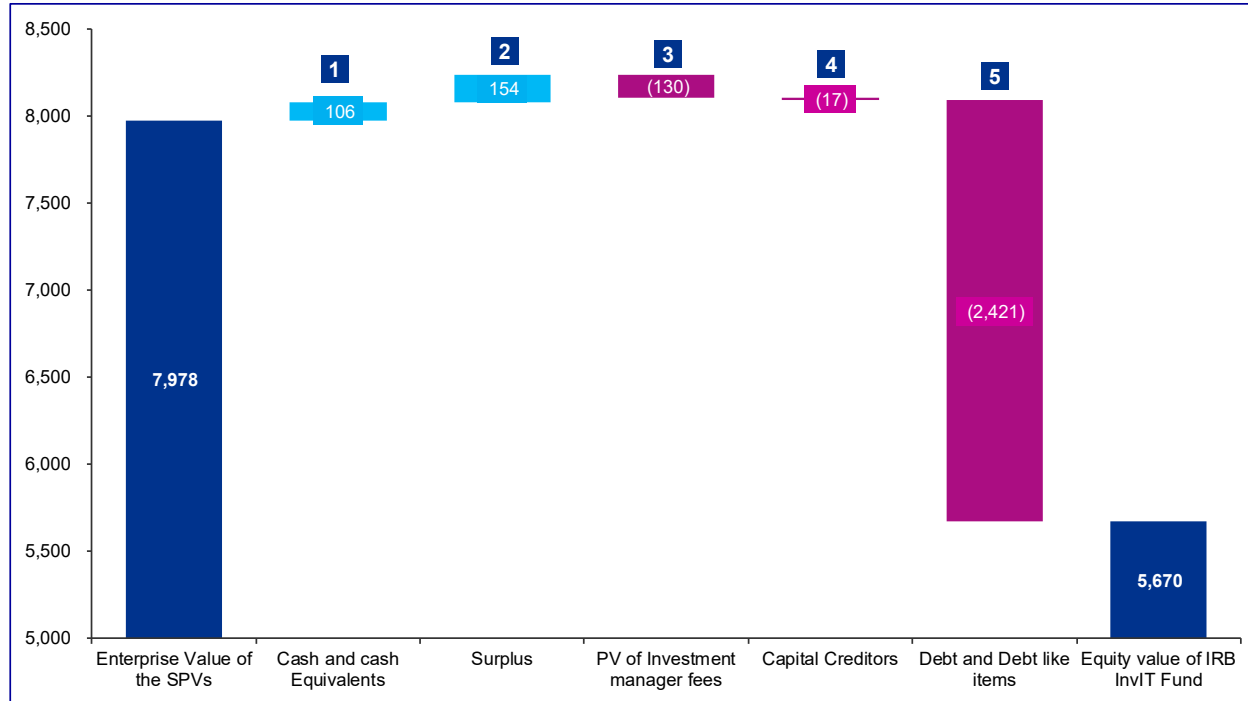 8,500
8,000
7,500
7,000
6,500
6,000
5,500
5,000
1
2
3
4
5
106
154
(130)
(17)
(2,421)
7,978
5,670
Enterprise Value of
the SPVs
Cash and cash
Equivalents
Surplus
PV of Investment
manager fees
Capital Creditors
Debt and Debt like
items
Equity value of IRB
InvIT Fund